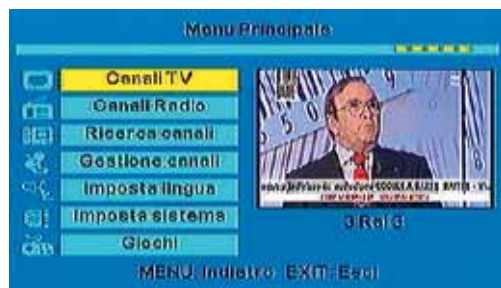 Menu Principale
Canali TV
Canali Radio
Ricerca canali
Gestione canali
Imposta lingua
Imposta sistema
Giochi
3 Rai 3
MENU: Indietro EXIT: Esci